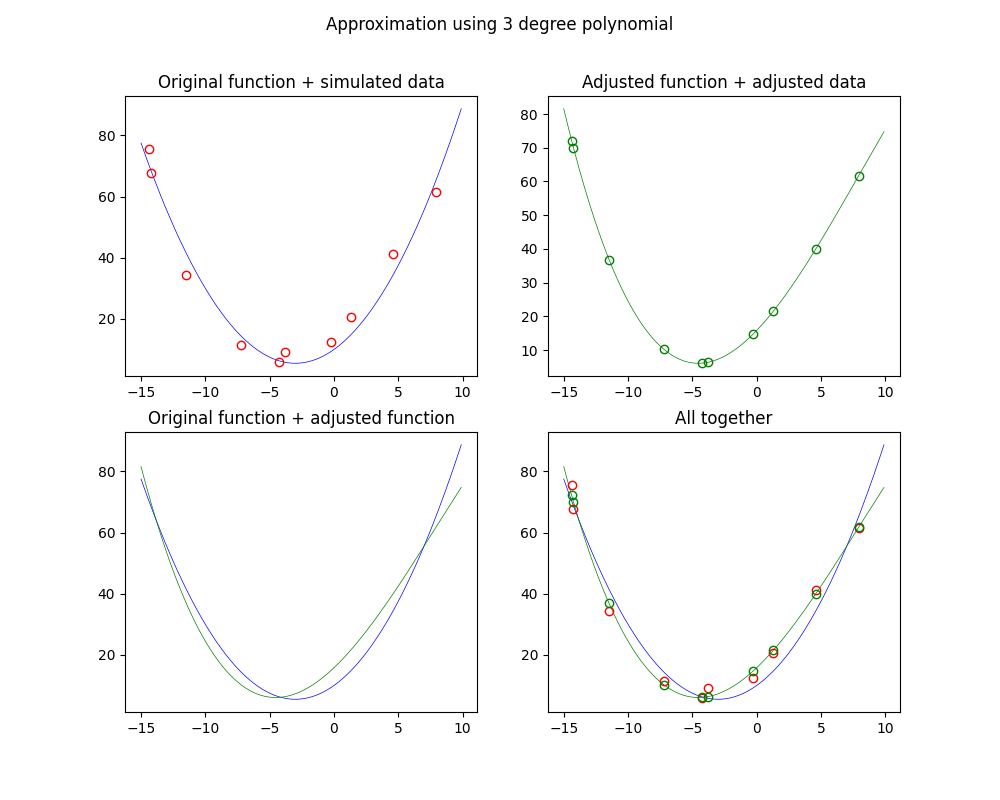 Approximation using 3 degree polynomial
Original function + simulated data
Adjusted function + adjusted data
80
60
40
20
−15 −10 −5 0 5 10
80
70
60
50
40
30
20
10
−15 −10 −5 0 5 10
Original function + adjusted function
All together
80
60
40
20
−15 −10 −5 0 5 10
80
60
40
20
−15 −10 −5 0 5 10